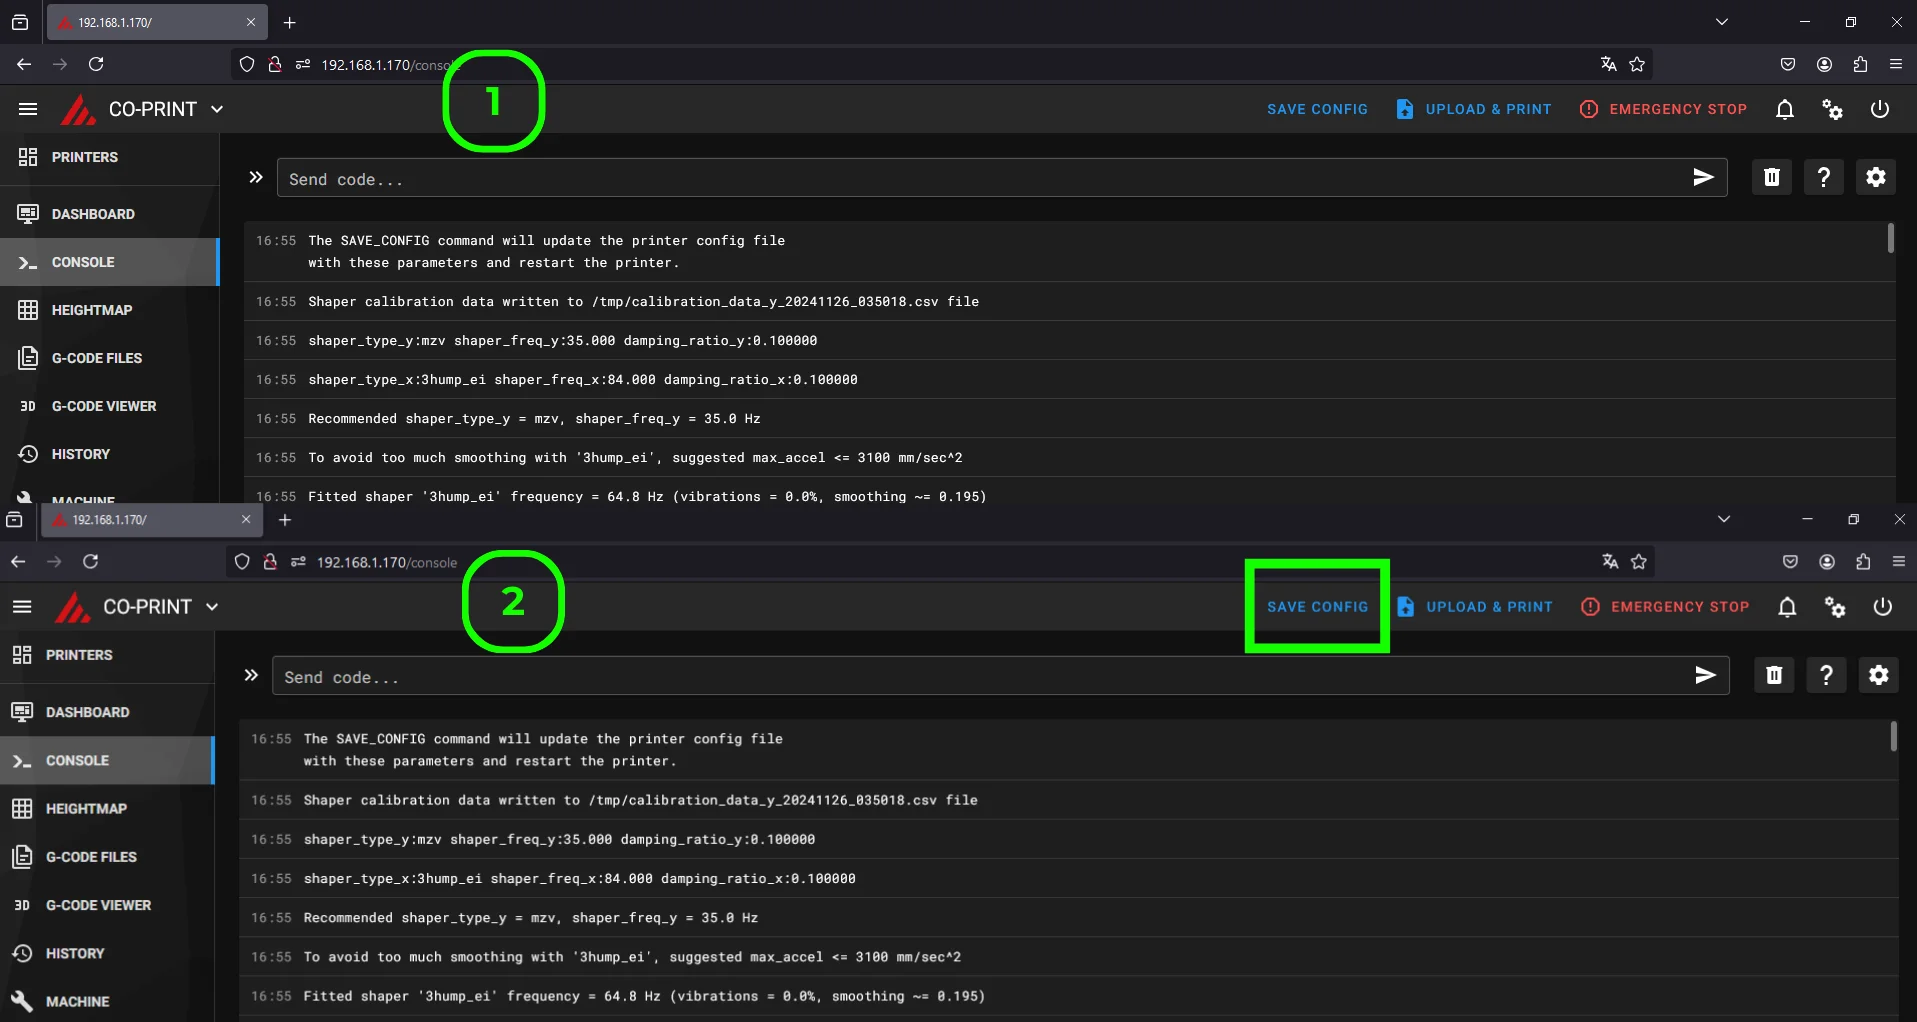 192.168.1.170/
192.168.1.170/console
1
CO-PRINT
SAVE CONFIG
UPLOAD & PRINT
EMERGENCY STOP
PRINTERS
DASHBOARD
CONSOLE
HEIGHTMAP
G-CODE FILES
3D G-CODE VIEWER
HISTORY
MACHINE
Send code...
16:55 The SAVE_CONFIG command will update the printer config file
with these parameters and restart the printer.
16:55 Shaper calibration data written to /tmp/calibration_data_y_20241126_035018.csv file
16:55 shaper_type_y:mzv shaper_freq_y:35.000 damping_ratio_y:0.100000
16:55 shaper_type_x:3hump_ei shaper_freq_x:84.000 damping_ratio_x:0.100000
16:55 Recommended shaper_type_y = mzv, shaper_freq_y = 35.0 Hz
16:55 To avoid too much smoothing with '3hump_ei', suggested max_accel <= 3100 mm/sec^2
16:55 Fitted shaper '3hump_ei' frequency = 64.8 Hz (vibrations = 0.0%, smoothing ~= 0.195)
192.168.1.170/
192.168.1.170/console
2
CO-PRINT
SAVE CONFIG
UPLOAD & PRINT
EMERGENCY STOP
PRINTERS
DASHBOARD
CONSOLE
HEIGHTMAP
G-CODE FILES
3D G-CODE VIEWER
HISTORY
MACHINE
Send code...
16:55 The SAVE_CONFIG command will update the printer config file
with these parameters and restart the printer.
16:55 Shaper calibration data written to /tmp/calibration_data_y_20241126_035018.csv file
16:55 shaper_type_y:mzv shaper_freq_y:35.000 damping_ratio_y:0.100000
16:55 shaper_type_x:3hump_ei shaper_freq_x:84.000 damping_ratio_x:0.100000
16:55 Recommended shaper_type_y = mzv, shaper_freq_y = 35.0 Hz
16:55 To avoid too much smoothing with '3hump_ei', suggested max_accel <= 3100 mm/sec^2
16:55 Fitted shaper '3hump_ei' frequency = 64.8 Hz (vibrations = 0.0%, smoothing ~= 0.195)